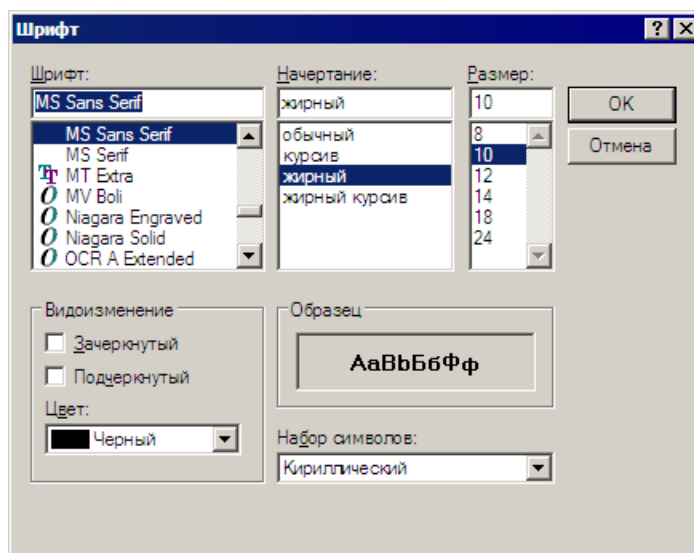 Шрифт
Шрифт:
MS Sans Serif
MS Sans Serif
MS Serif
MT Extra
MV Boli
Niagara Engraved
Niagara Solid
OCR A Extended
Начертание:
жирный
обычный
курсив
жирный
жирный курсив
Размер:
10
8
10
12
14
18
24
OK
Отмена
Видоизменение
Зачеркнутый
Подчеркнутый
Цвет:
Черный
Образец
АаВbБбФф
Набор символов:
Кириллический